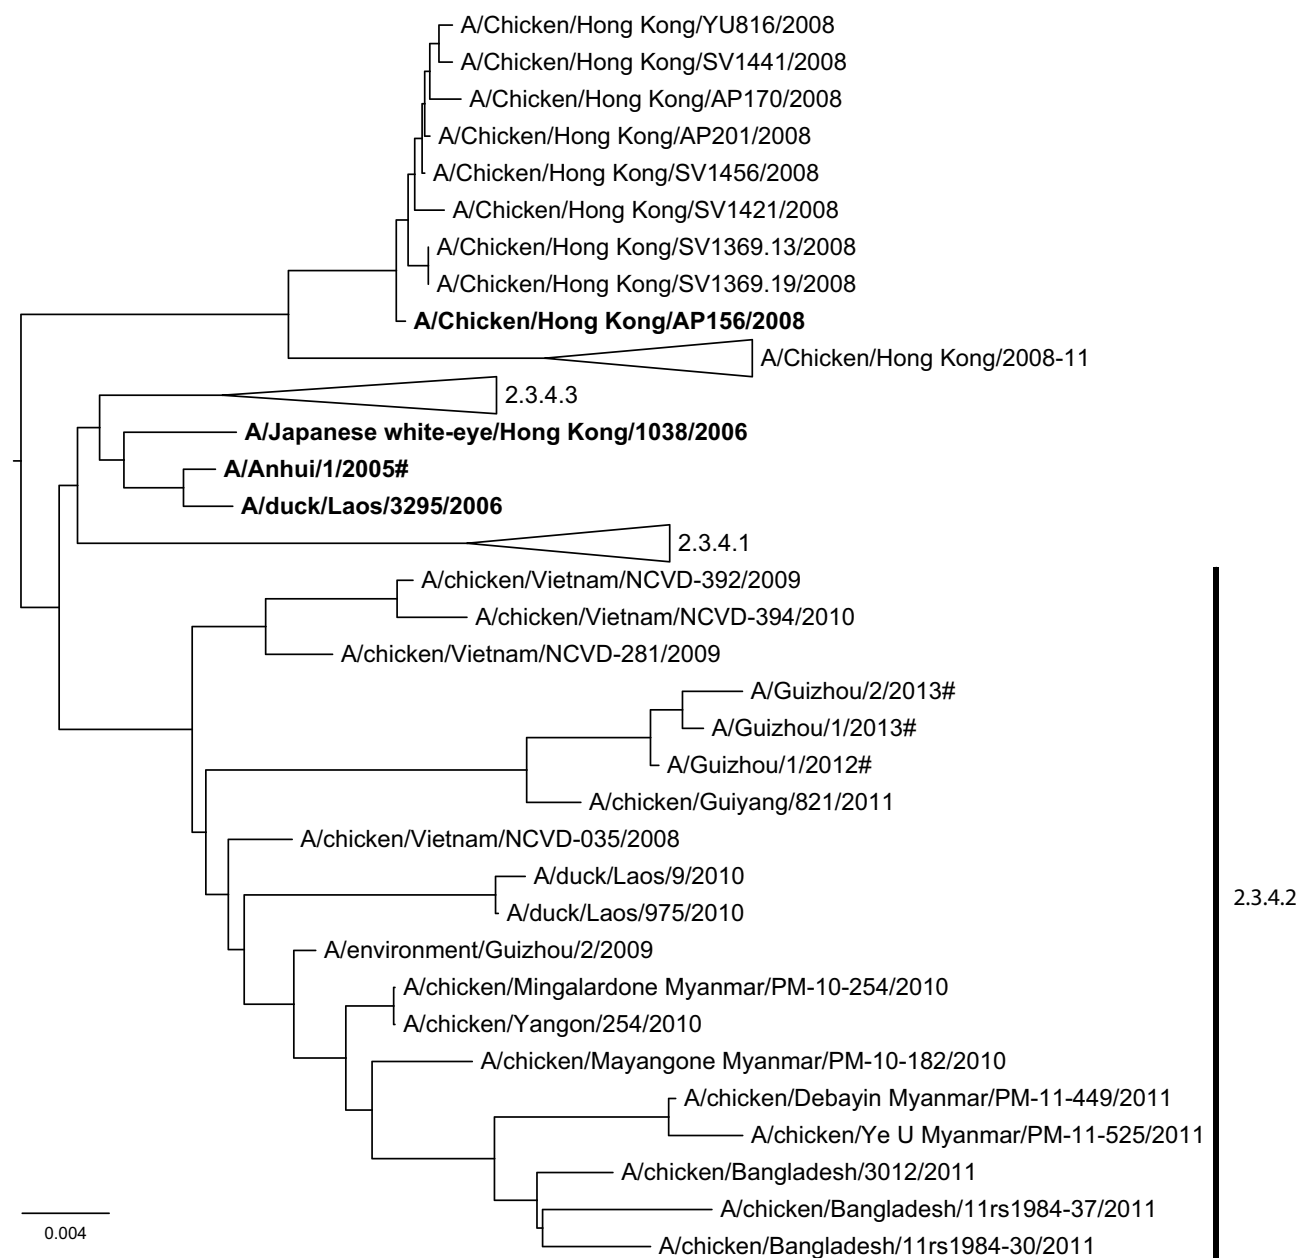 A/Chicken/Hong Kong/YU816/2008
A/Chicken/Hong Kong/SV1441/2008
A/Chicken/Hong Kong/AP170/2008
A/Chicken/Hong Kong/AP201/2008
A/Chicken/Hong Kong/SV1456/2008
A/Chicken/Hong Kong/SV1421/2008
A/Chicken/Hong Kong/SV1369.13/2008
A/Chicken/Hong Kong/SV1369.19/2008
A/Chicken/Hong Kong/AP156/2008
A/Chicken/Hong Kong/2008-11
2.3.4.3
A/Japanese white-eye/Hong Kong/1038/2006
A/Anhui/1/2005#
A/duck/Laos/3295/2006
2.3.4.1
A/chicken/Vietnam/NCVD-392/2009
A/chicken/Vietnam/NCVD-394/2010
A/chicken/Vietnam/NCVD-281/2009
A/Guizhou/2/2013#
A/Guizhou/1/2013#
A/Guizhou/1/2012#
A/chicken/Guiyang/821/2011
A/chicken/Vietnam/NCVD-035/2008
A/duck/Laos/9/2010
2.3.4.2
A/duck/Laos/975/2010
A/environment/Guizhou/2/2009
A/chicken/Mingalardone Myanmar/PM-10-254/2010
A/chicken/Yangon/254/2010
A/chicken/Mayangone Myanmar/PM-10-182/2010
A/chicken/Debayin Myanmar/PM-11-449/2011
A/chicken/Ye U Myanmar/PM-11-525/2011
A/chicken/Bangladesh/3012/2011
A/chicken/Bangladesh/11rs1984-37/2011
0.004
A/chicken/Bangladesh/11rs1984-30/2011